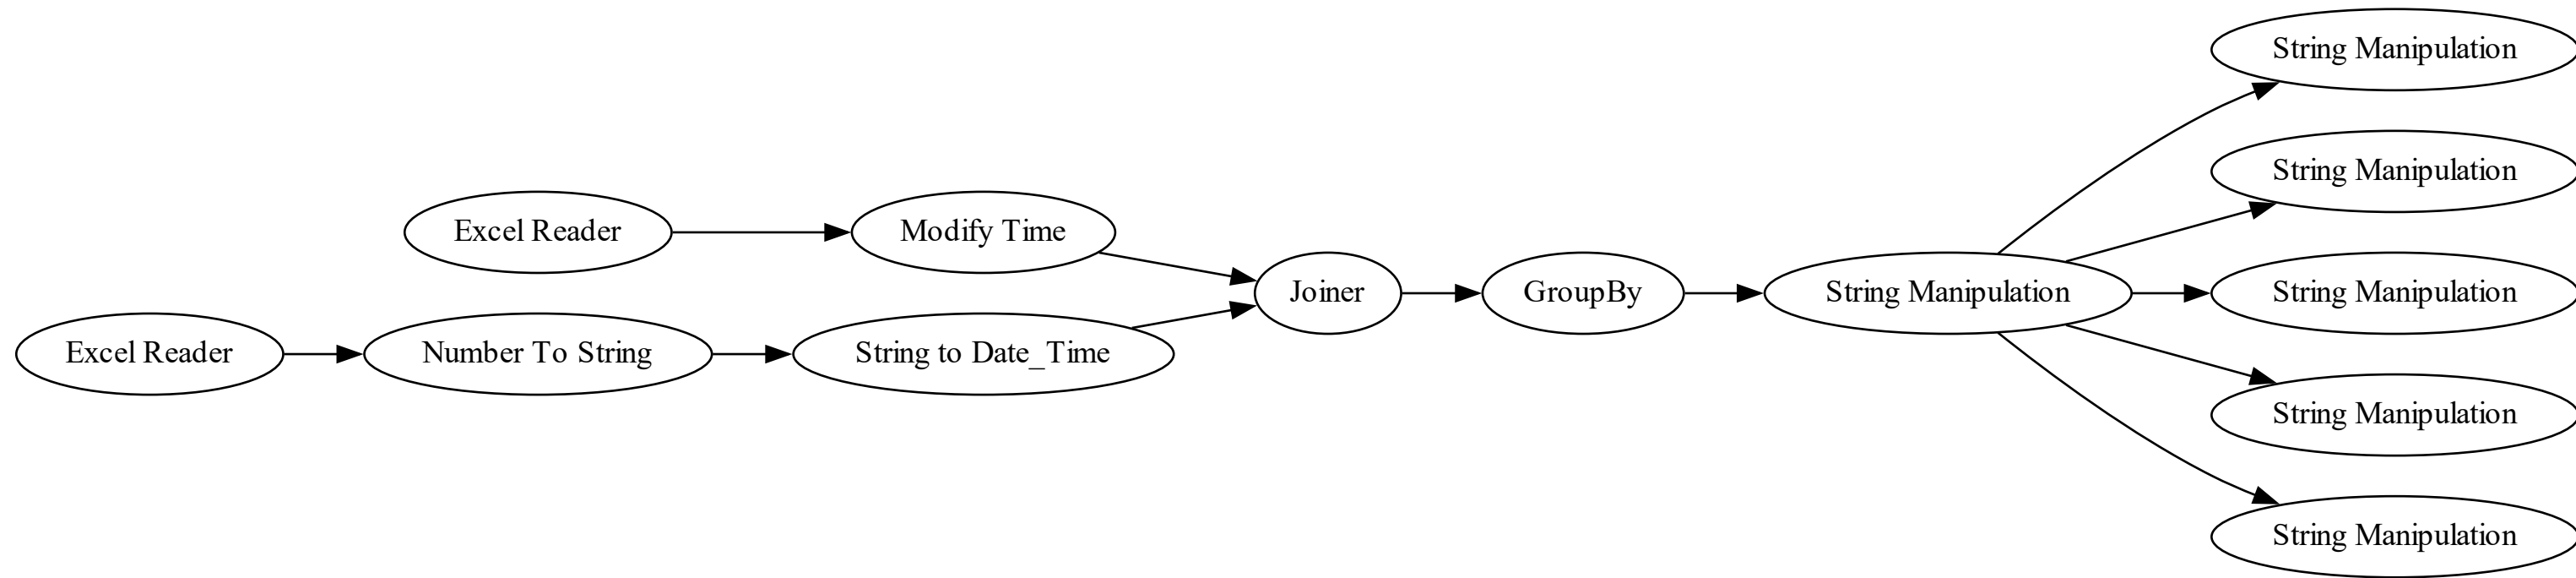 String Manipulation
String Manipulation
Excel Reader
Modify Time
Joiner
GroupBy
String Manipulation
String Manipulation
Excel Reader
Number To String
String to Date_Time
String Manipulation
String Manipulation